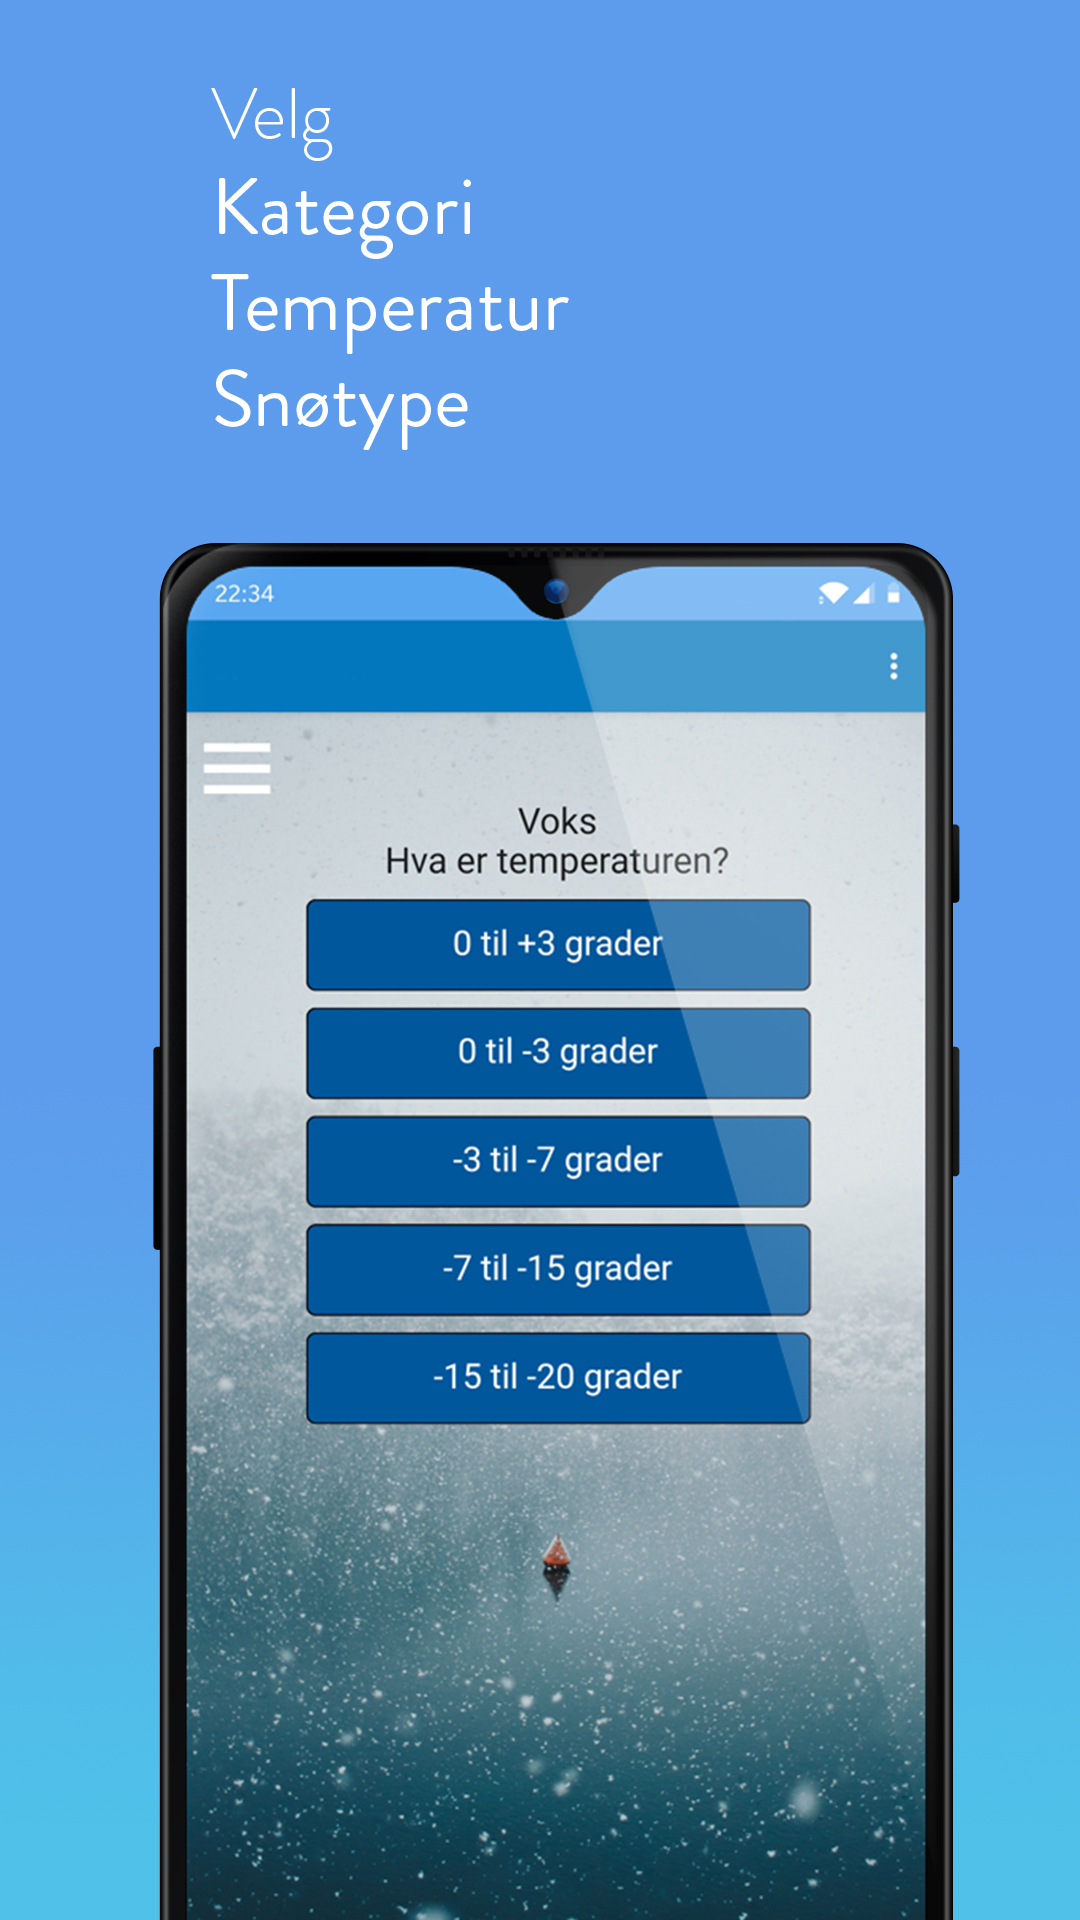 Velg
Kategori
Temperatur
Snøtype
22:34
Voks
Hva er temperaturen?
0 til +3 grader
0 til -3 grader
-3 til -7 grader
-7 til -15 grader
-15 til -20 grader